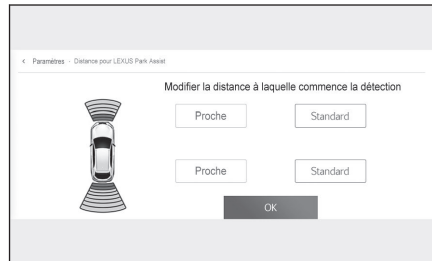 < Paramètres - Distance pour LEXUS Park Assist
Modifier la distance à laquelle commence la détection
Proche Standard
Proche Standard
OK